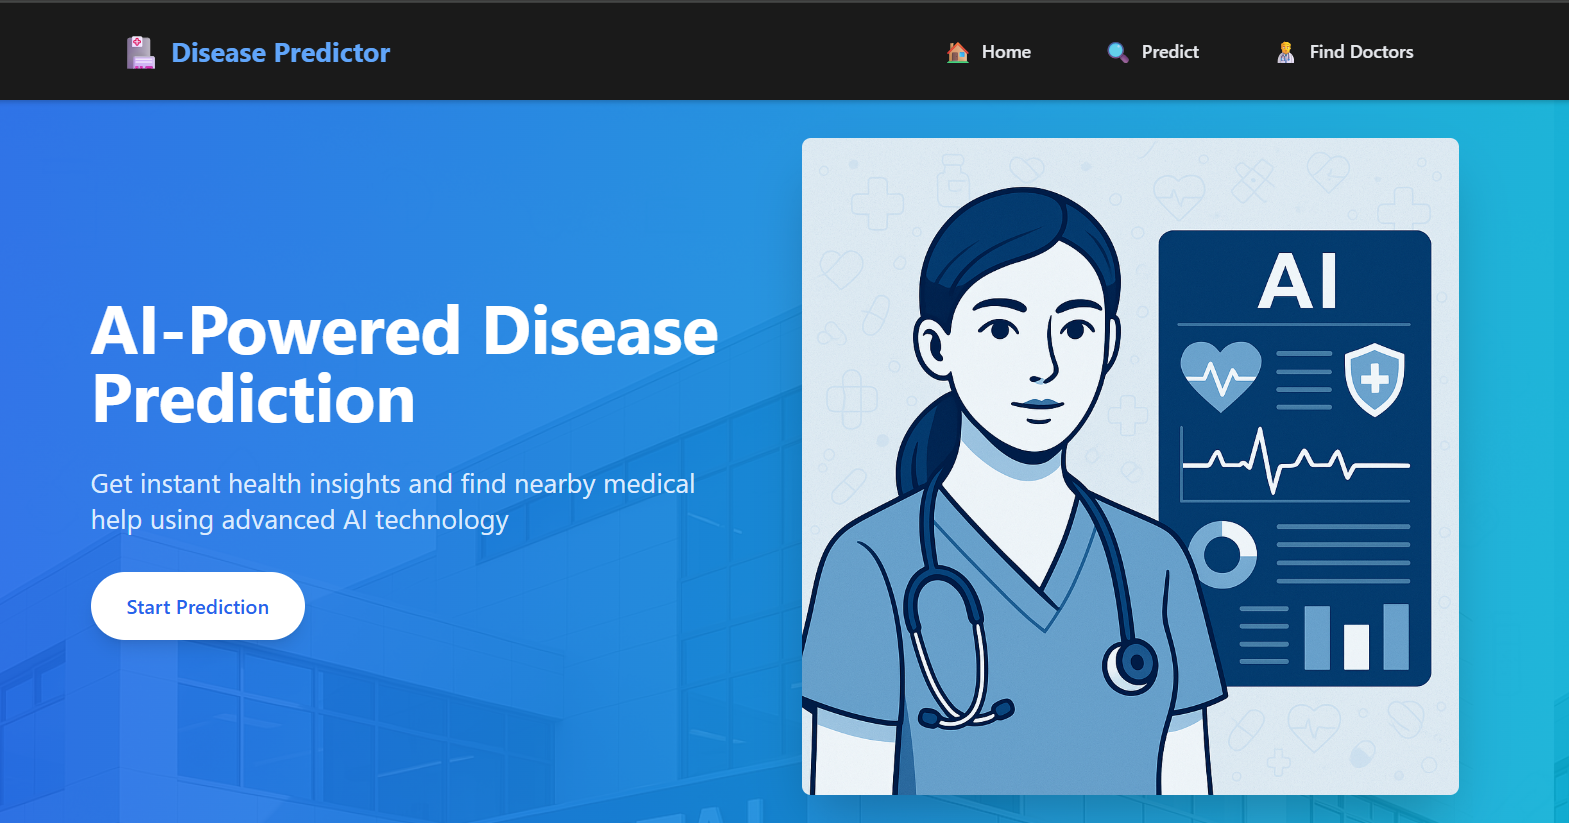 Disease Predictor
Home
Predict
Find Doctors
AI-Powered Disease
Prediction
Get instant health insights and find nearby medical
help using advanced AI technology
Start Prediction
AI